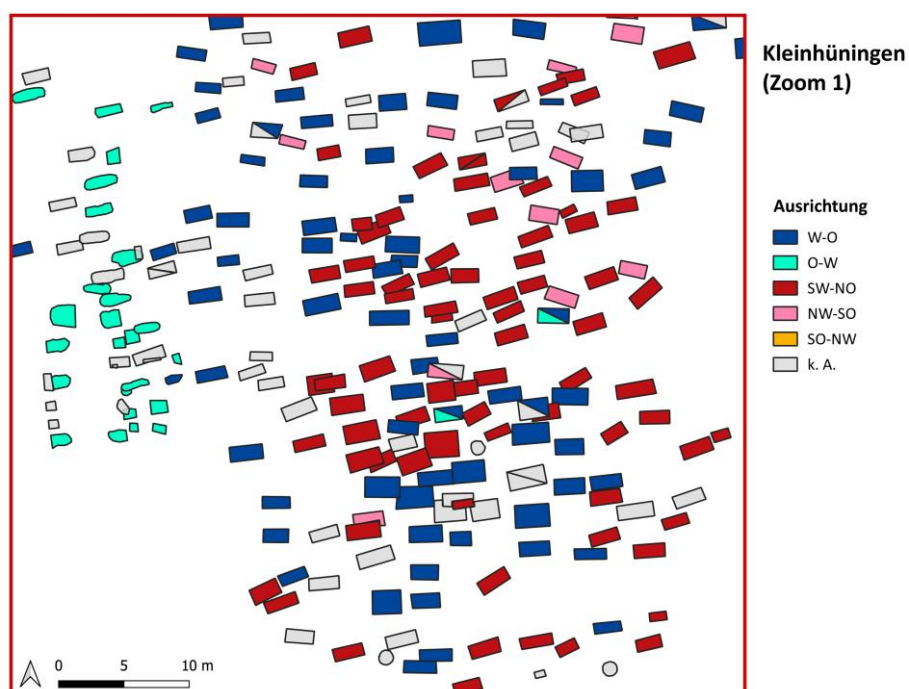 Kleinhüningen
(Zoom 1)
Ausrichtung
W-O
O-W
SW-NO
NW-SO
SO-NW
k. A.
0 5 10 m